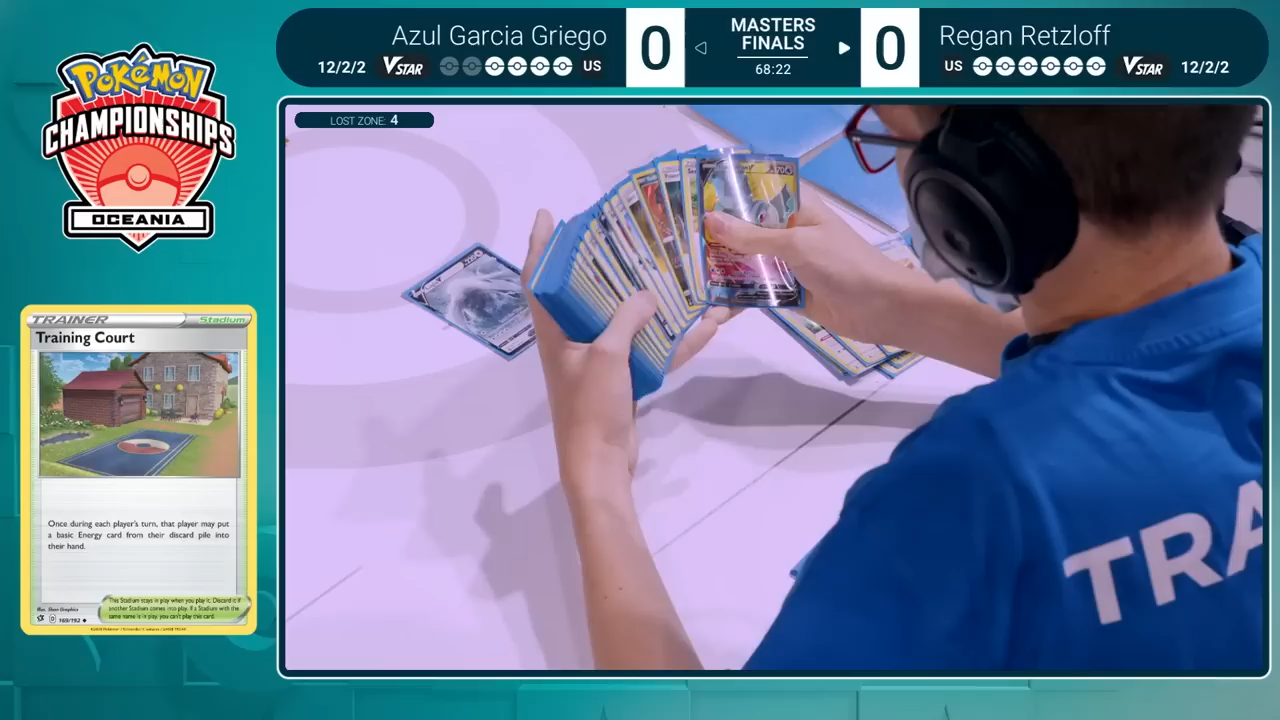 Pokémon
CHAMPIONSHIPS
OCEANIA
Azul Garcia Griego
0
MASTERS
FINALS
68:22
0
Regan Retzloff
12/2/2
VSTAR
US
US
VSTAR
12/2/2
LOST ZONE: 4
TRAINER
Stadium
Training Court
Once during each player's turn, that player may put
a basic Energy card from their discard pile into
their hand.
This Stadium stays in play when you play it. Discard it if
another Stadium comes into play. If a Stadium with the
same name is in play, you can't play this card.
169/192
TRA